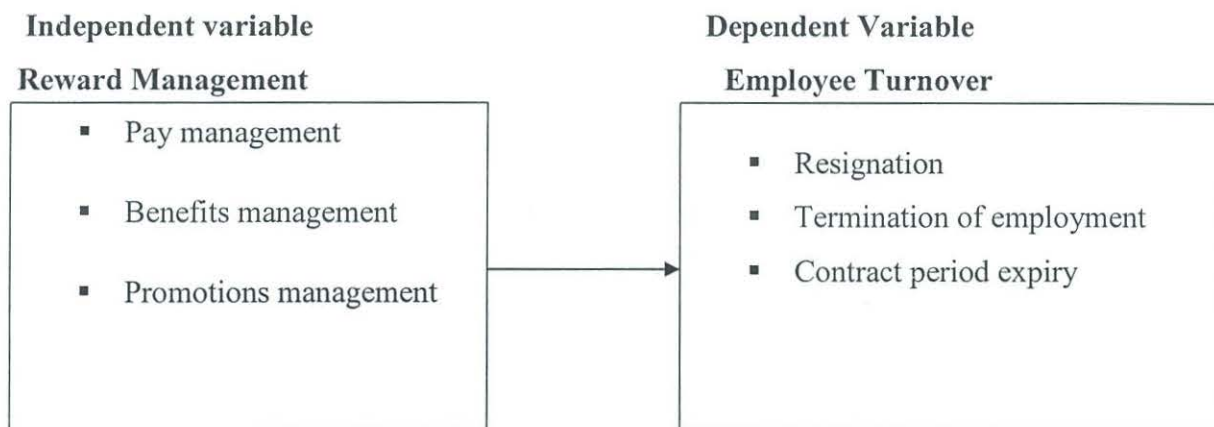 Independent variable
Dependent Variable
Reward Management
Employee Turnover
▪ Pay management
▪ Benefits management
▪ Promotions management
▪ Resignation
▪ Termination of employment
▪ Contract period expiry